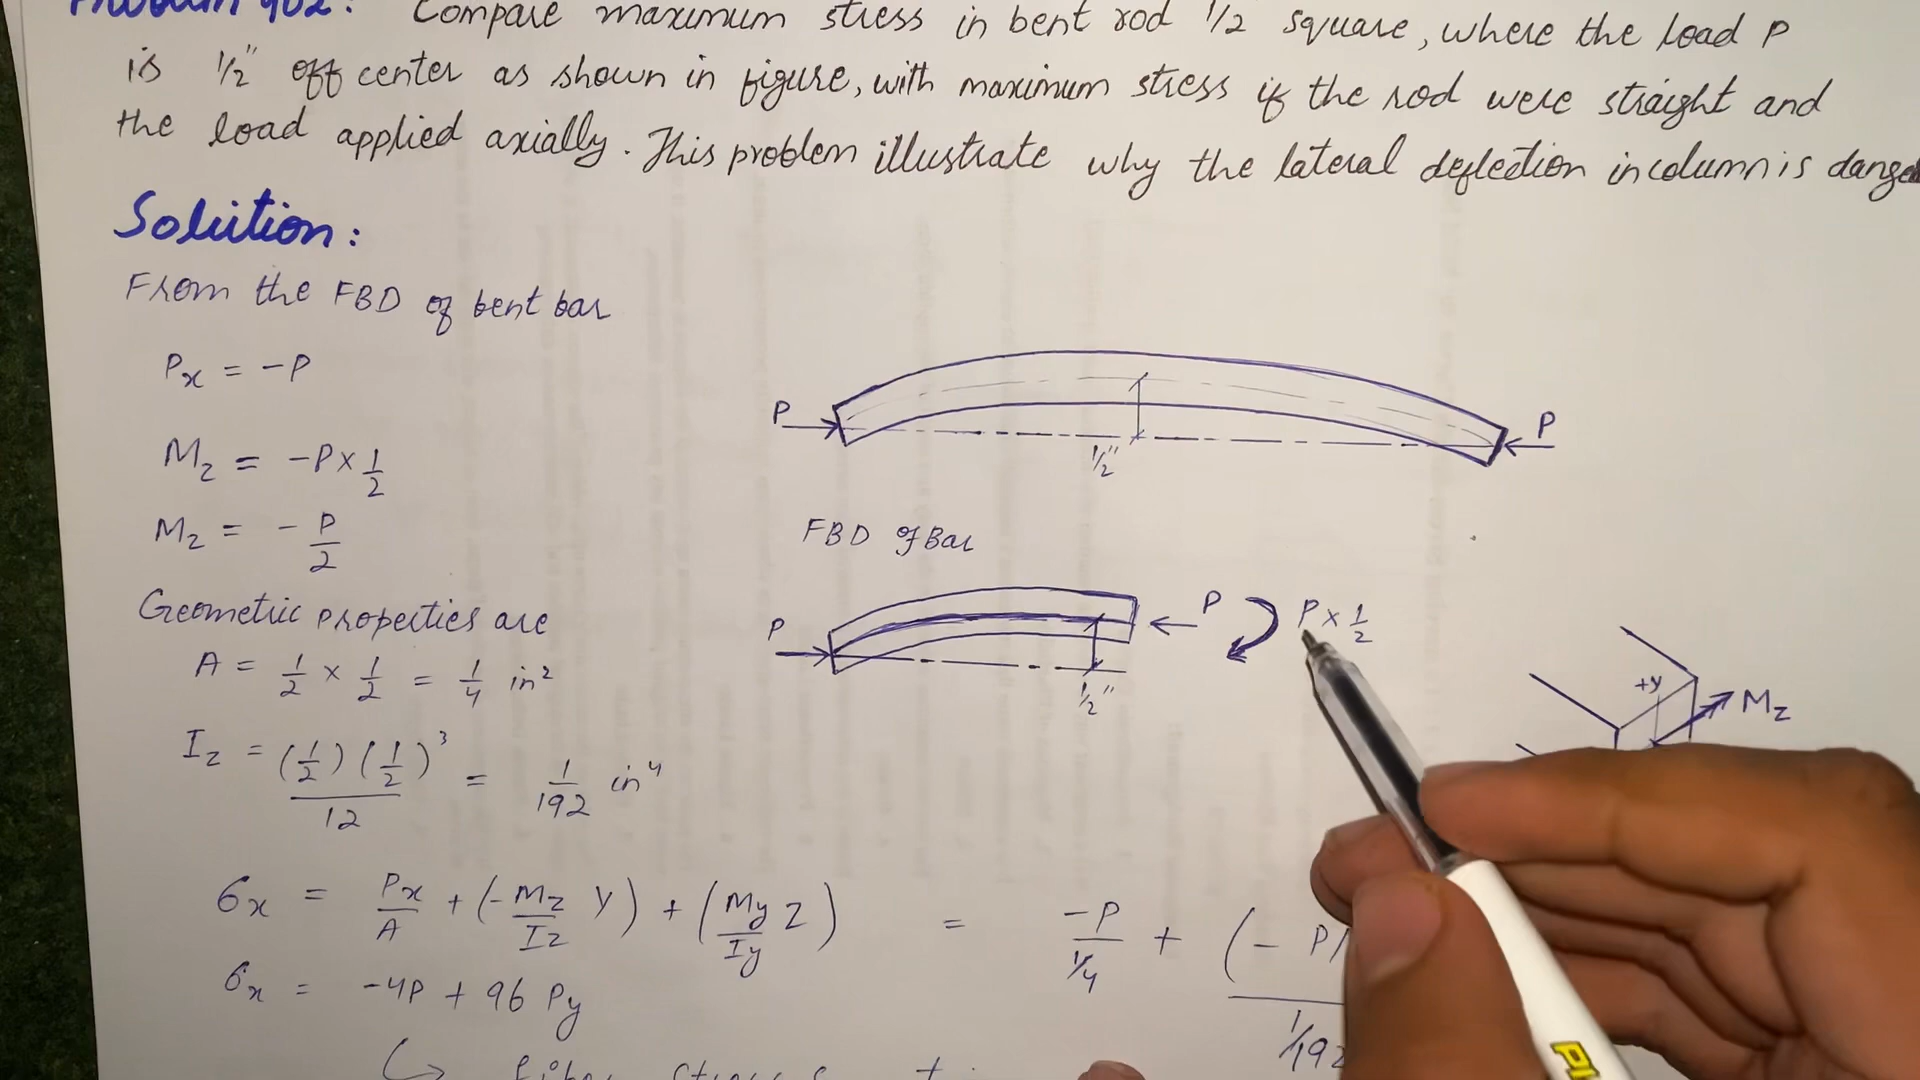 Problem 902: Compare maximum stress in bent rod 1/2 square, where the load P
is 1/2" off center as shown in figure, with maximum stress if the rod were straight and
the load applied axially. This problem illustrate why the lateral deflection in column is
Solution:
From the FBD of bent bar
Px = -P
Mz = -P x 1/2
Mz = - P/2
Geometric properties are
A = 1/2 x 1/2 = 1/4 in²
Iz = (1/2)(1/2)³/12 = 1/192 in⁴
6x = Px/A + (-Mz/Iz y) + (My/Iy z) = -P/1/4 + (- P/
1/192
6x = -4P + 96 Py
P
P
1/2"
FBD of Bar
P
P
P x 1/2
1/2"
+y
Mz